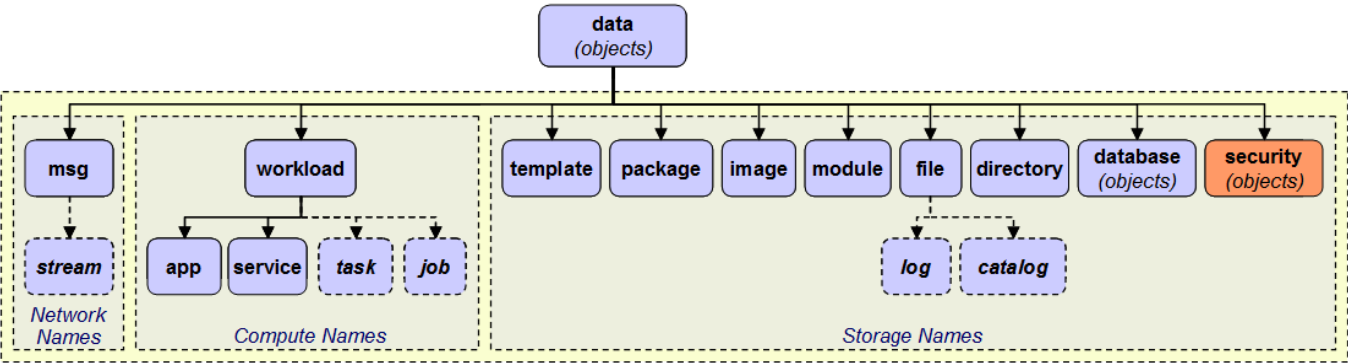 data
(objects)
msg
workload
template
package
image
module
file
directory
database
(objects)
security
(objects)
stream
app
service
task
job
log
catalog
Network
Names
Compute Names
Storage Names